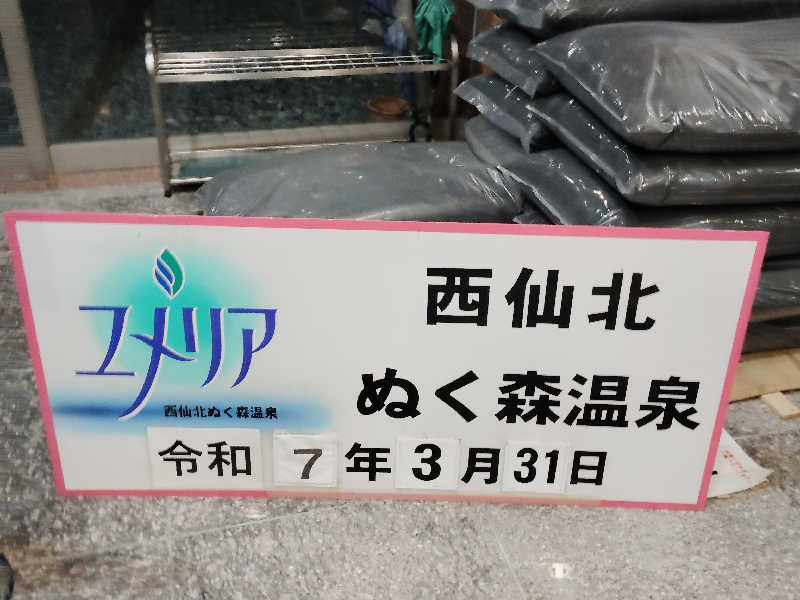 ユメリア
西仙北ぬく森温泉
西仙北
ぬく森温泉
令和 7 年 3 月 31 日